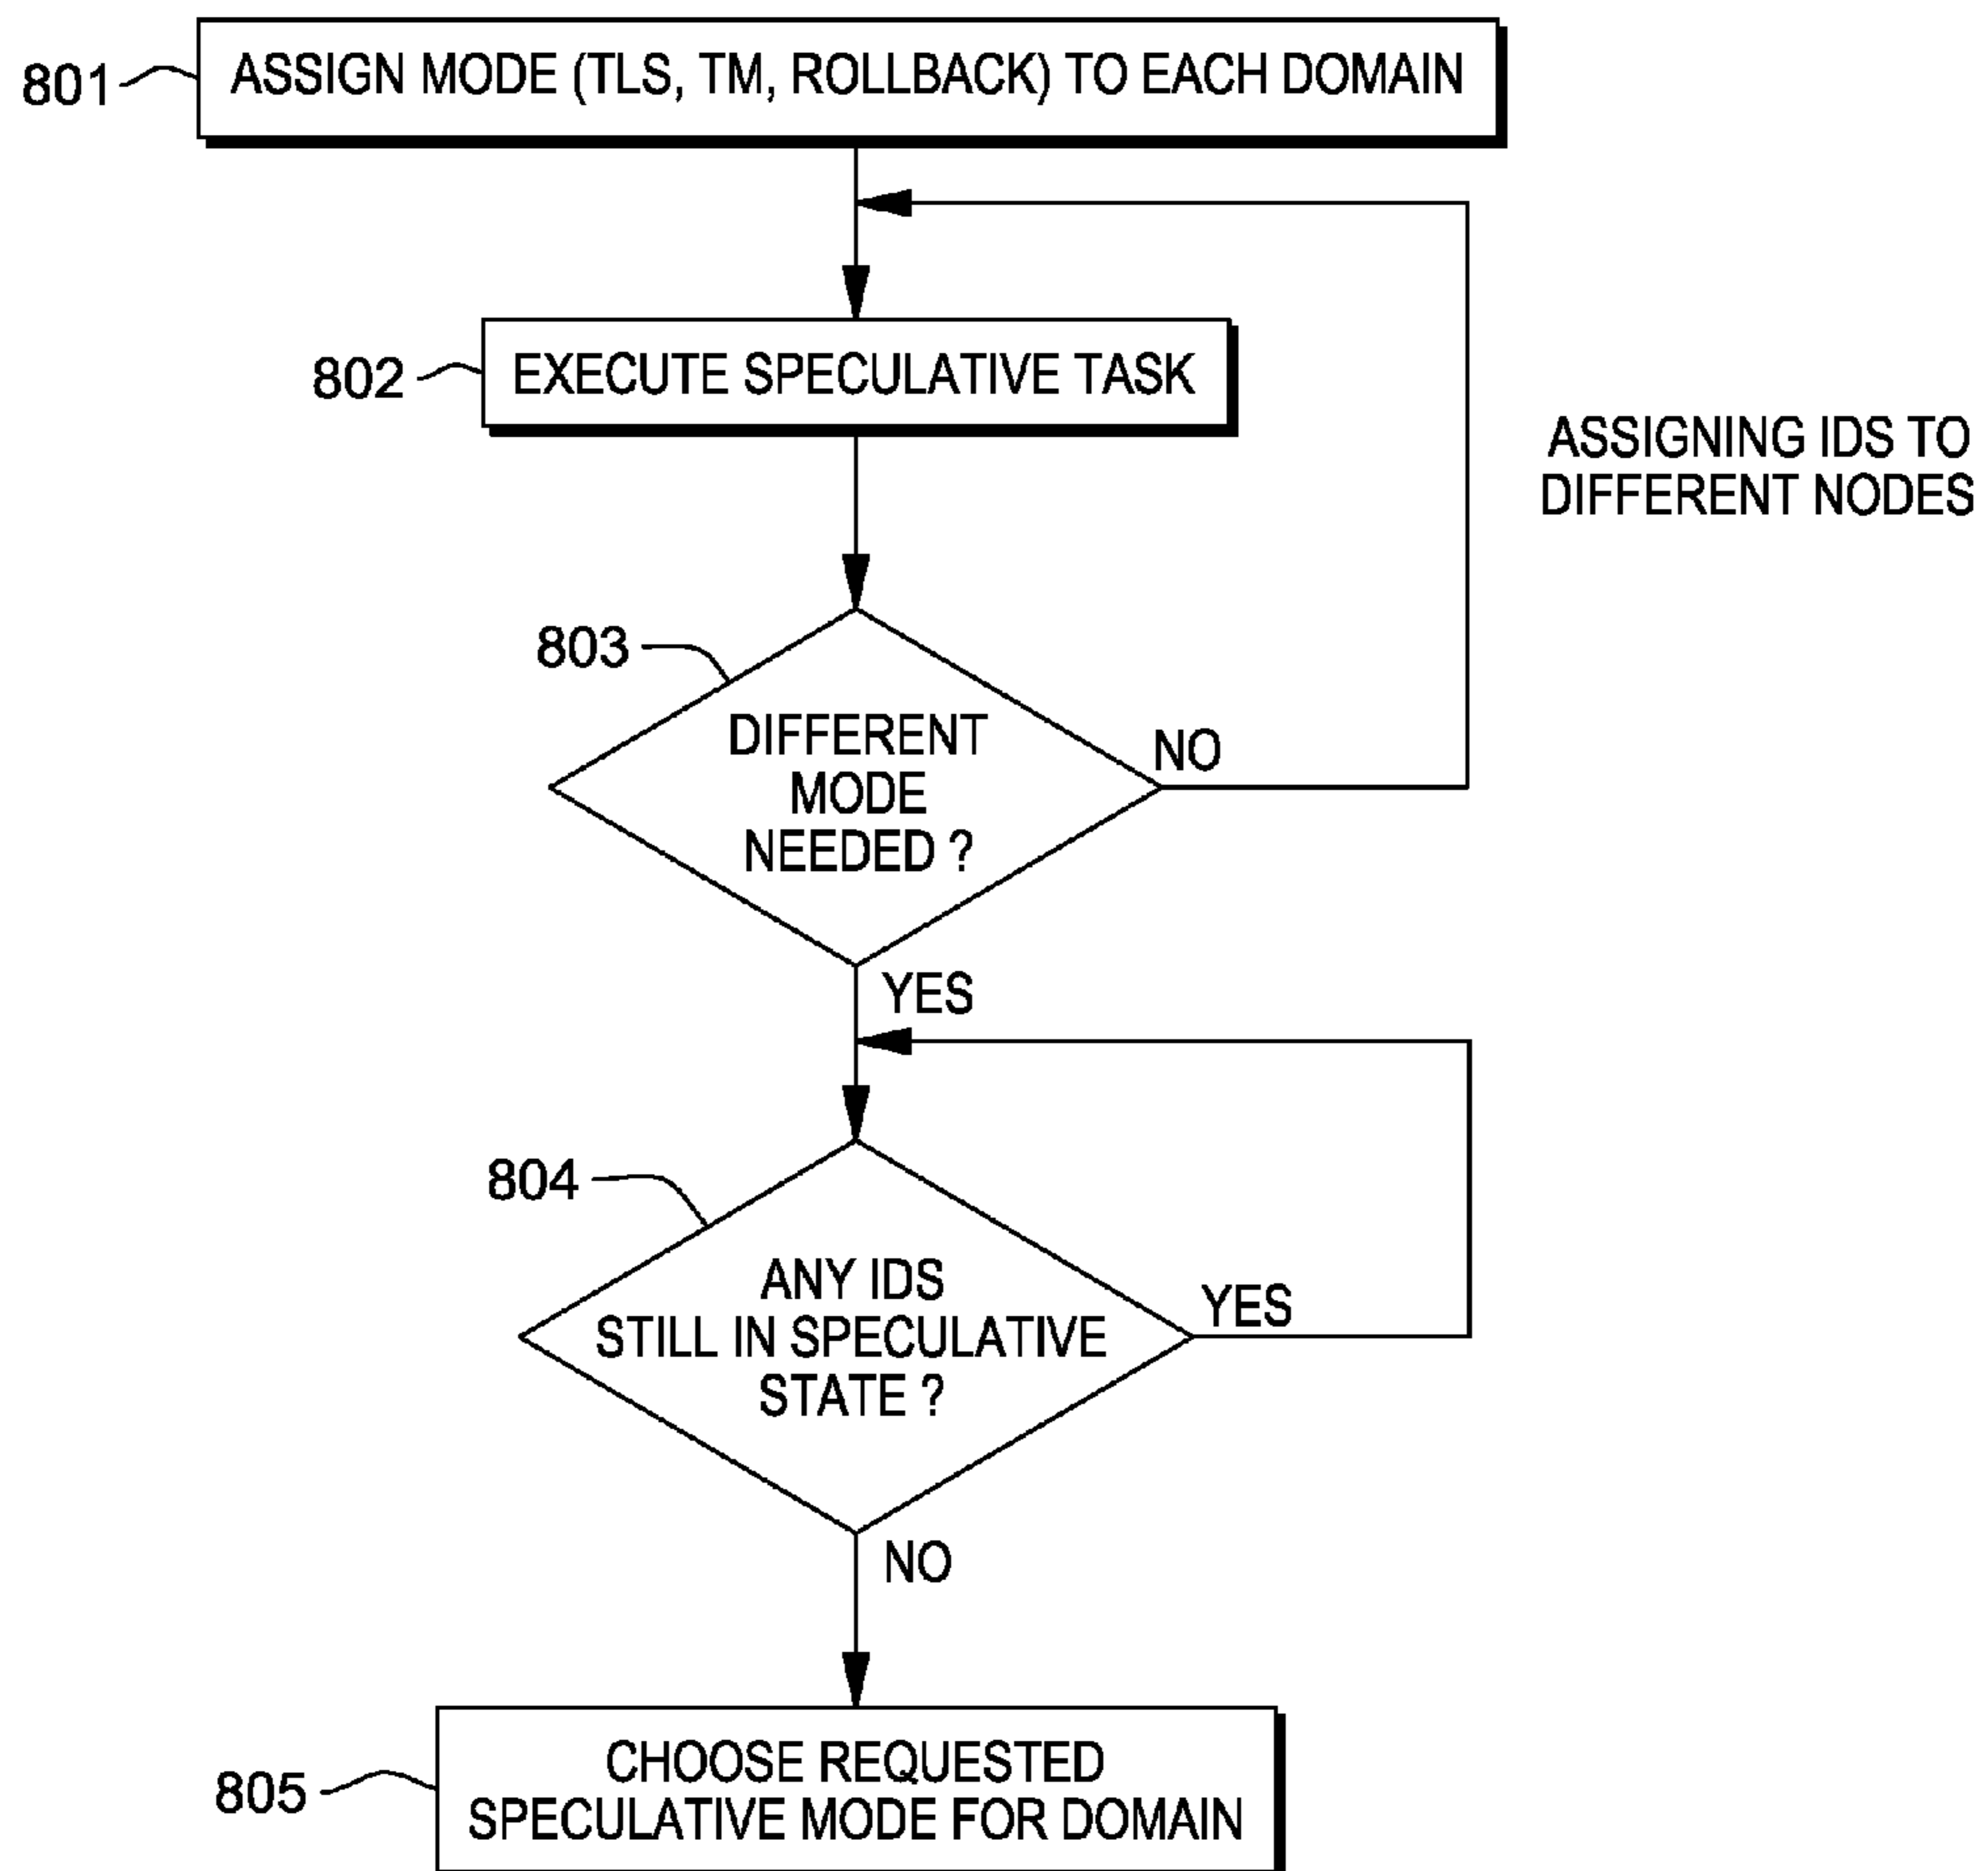 801
ASSIGN MODE (TLS, TM, ROLLBACK) TO EACH DOMAIN
802
EXECUTE SPECULATIVE TASK
ASSIGNING IDS TO
DIFFERENT NODES
803
DIFFERENT
MODE
NEEDED ?
NO
YES
804
ANY IDS
STILL IN SPECULATIVE
STATE ?
YES
NO
805
CHOOSE REQUESTED
SPECULATIVE MODE FOR DOMAIN